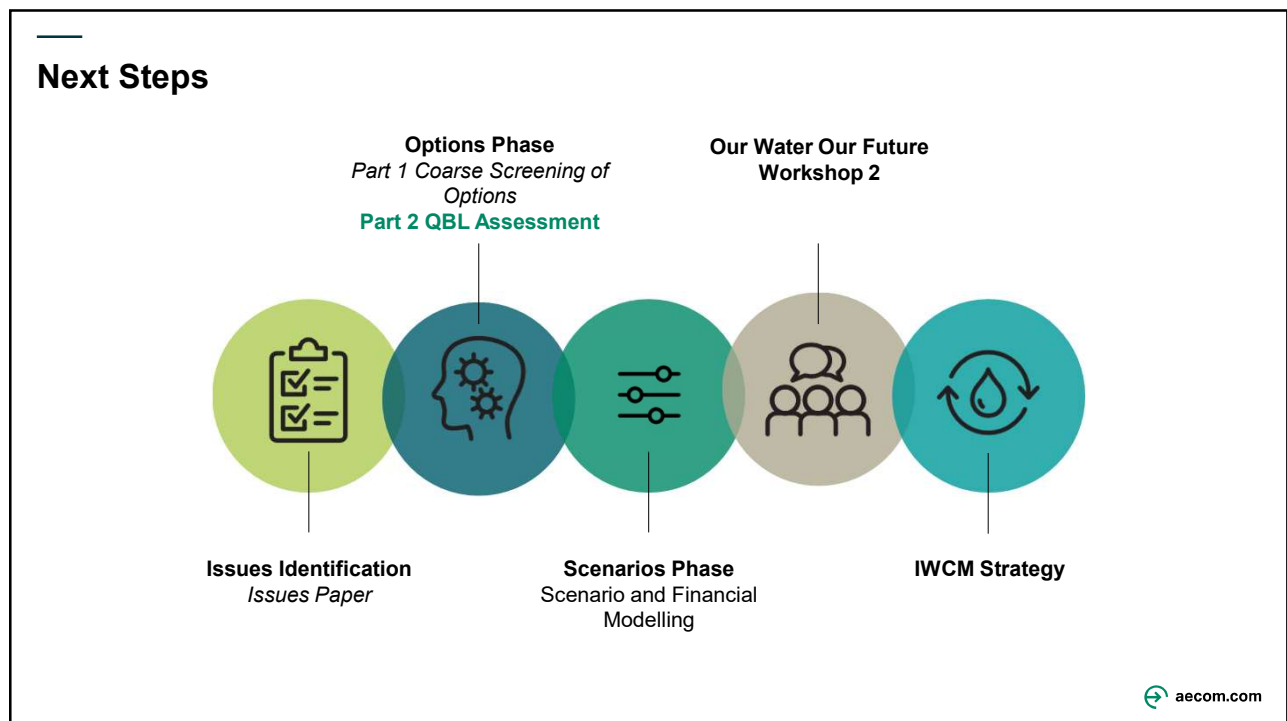 Next Steps
Options Phase
Part 1 Coarse Screening of
Options
Part 2 QBL Assessment
Our Water Our Future
Workshop 2
Issues Identification
Issues Paper
Scenarios Phase
Scenario and Financial
Modelling
IWCM Strategy
aecom.com